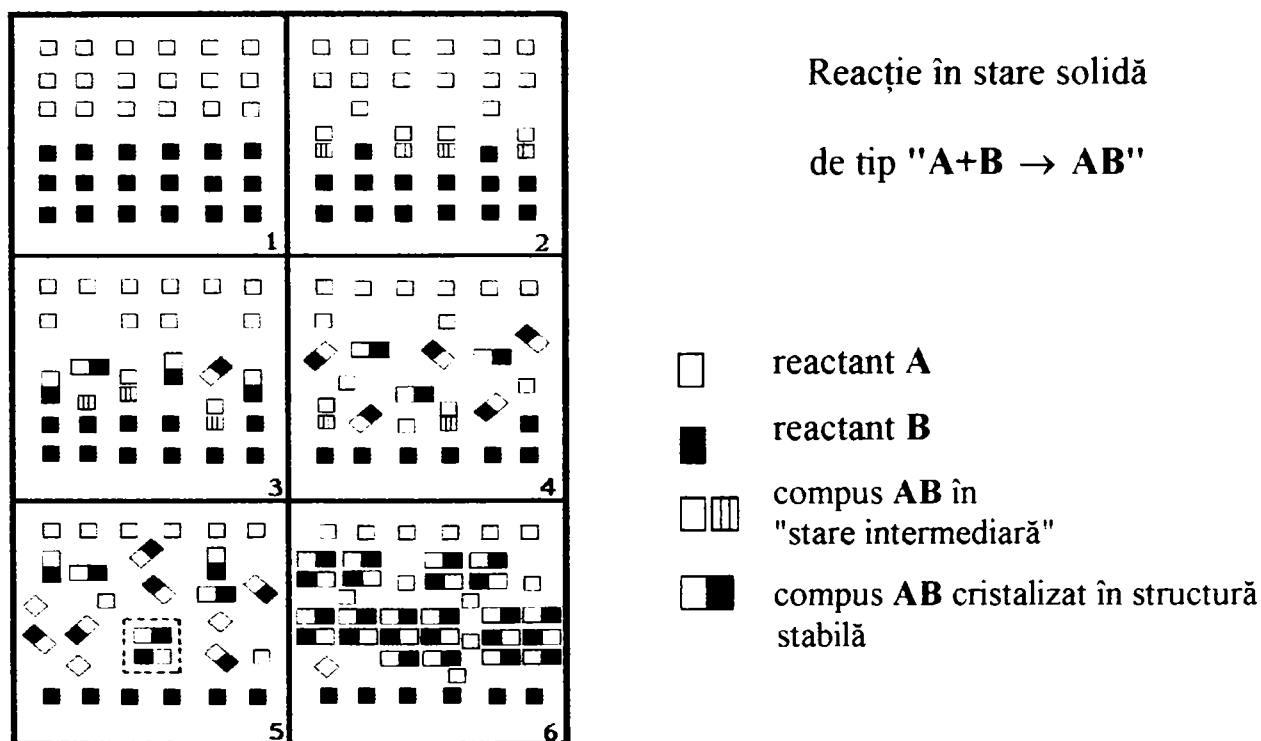 1
2
3
4
5
6
Reacție în stare solidă
de tip "A+B → AB"
reactant A
reactant B
compus AB în
"stare intermediară"
compus AB cristalizat în structură
stabilă